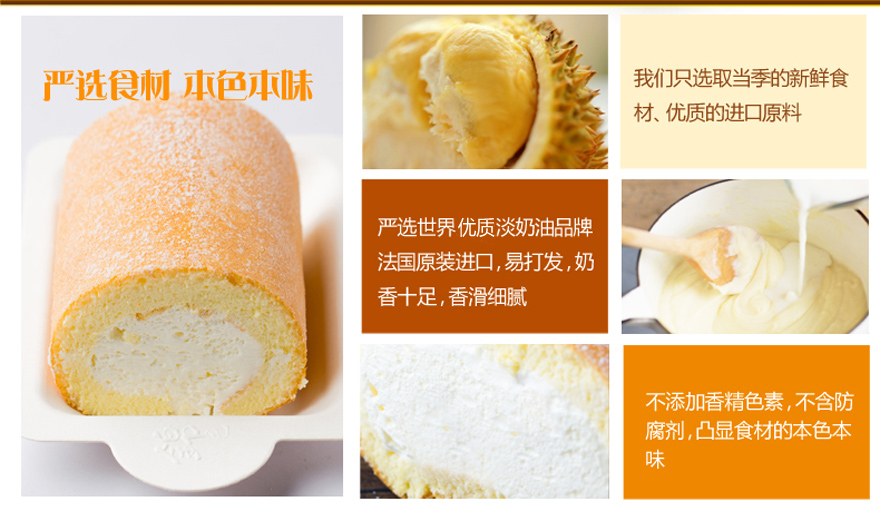 严选食材 本色本味
我们只选取当季的新鲜食
材、优质的进口原料
严选世界优质淡奶油品牌
法国原装进口，易打发，奶
香十足，香滑细腻
不添加香精色素，不含防
腐剂，凸显食材的本色本
味